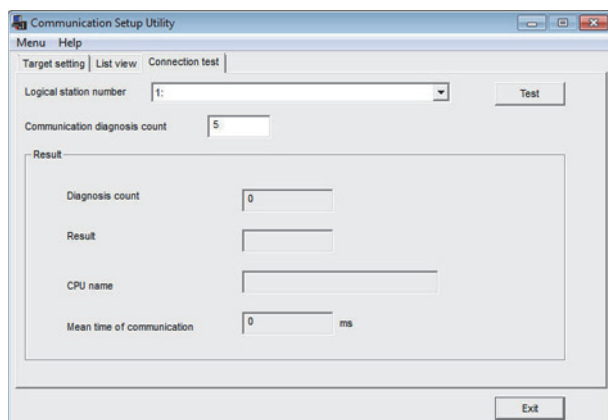 Communication Setup Utility
Menu Help
Target setting List view Connection test
Logical station number 1: Test
Communication diagnosis count 5
Result
Diagnosis count 0
Result
CPU name
Mean time of communication 0 ms
Exit